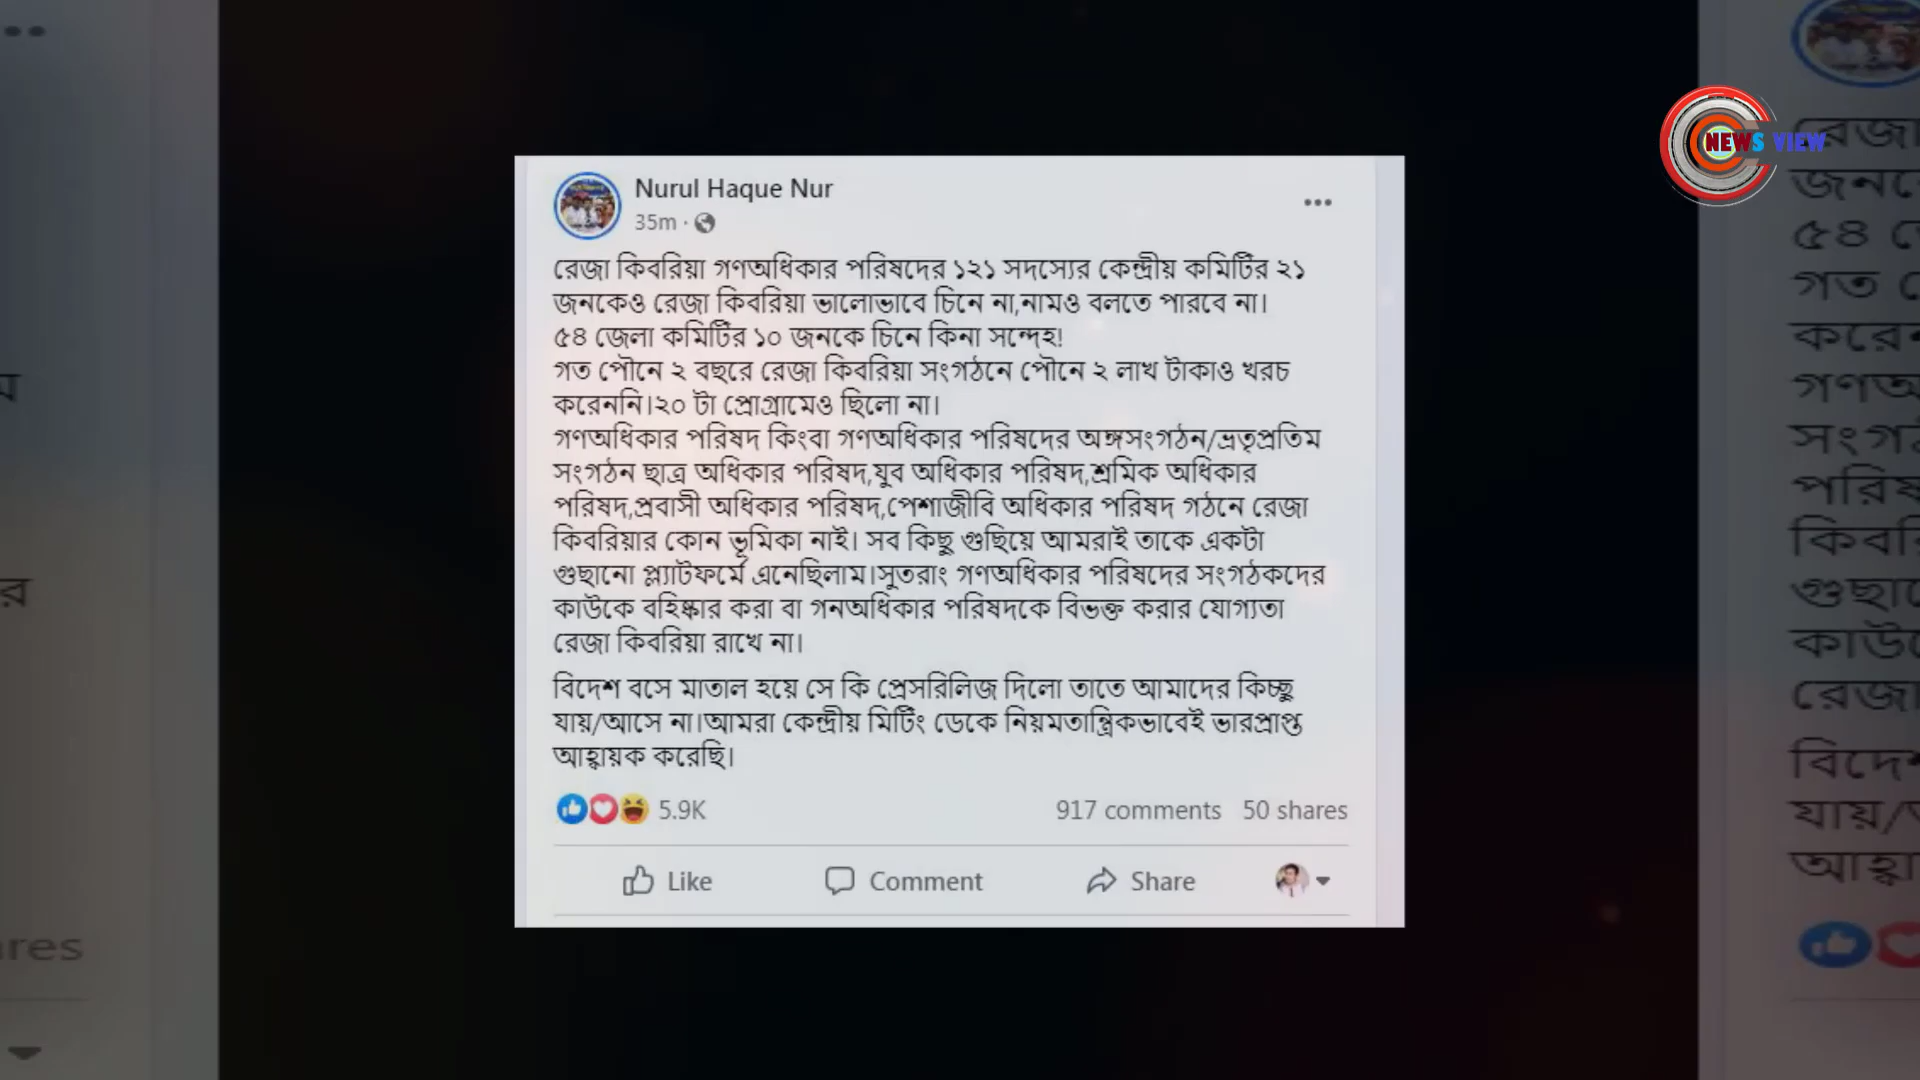 NEWS VIEW
Nurul Haque Nur
35m
রেজা কিবরিয়া গণঅধিকার পরিষদের ১২১ সদস্যের কেন্দ্রীয় কমিটির ২১
জনকেও রেজা কিবরিয়া ভালোভাবে চিনে না,নামও বলতে পারবে না।
৫৪ জেলা কমিটির ১০ জনকে চিনে কিনা সন্দেহ!
গত পৌনে ২ বছরে রেজা কিবরিয়া সংগঠনে পৌনে ২ লাখ টাকাও খরচ
করেননি।২০ টা প্রোগ্রামেও ছিলো না।
গণঅধিকার পরিষদ কিংবা গণঅধিকার পরিষদের অঙ্গসংগঠন/ভ্রতৃপ্রতিম
সংগঠন ছাত্র অধিকার পরিষদ,যুব অধিকার পরিষদ,শ্রমিক অধিকার
পরিষদ,প্রবাসী অধিকার পরিষদ,পেশাজীবি অধিকার পরিষদ গঠনে রেজা
কিবরিয়ার কোন ভূমিকা নাই। সব কিছু গুছিয়ে আমরাই তাকে একটা
গুছানো প্ল্যাটফর্মে এনেছিলাম।সুতরাং গণঅধিকার পরিষদের সংগঠকদের
কাউকে বহিষ্কার করা বা গনঅধিকার পরিষদকে বিভক্ত করার যোগ্যতা
রেজা কিবরিয়া রাখে না।
বিদেশ বসে মাতাল হয়ে সে কি প্রেসরিলিজ দিলো তাতে আমাদের কিচ্ছু
যায়/আসে না।আমরা কেন্দ্রীয় মিটিং ডেকে নিয়মতান্ত্রিকভাবেই ভারপ্রাপ্ত
আহ্বায়ক করেছি।
5.9K 917 comments 50 shares
Like Comment Share